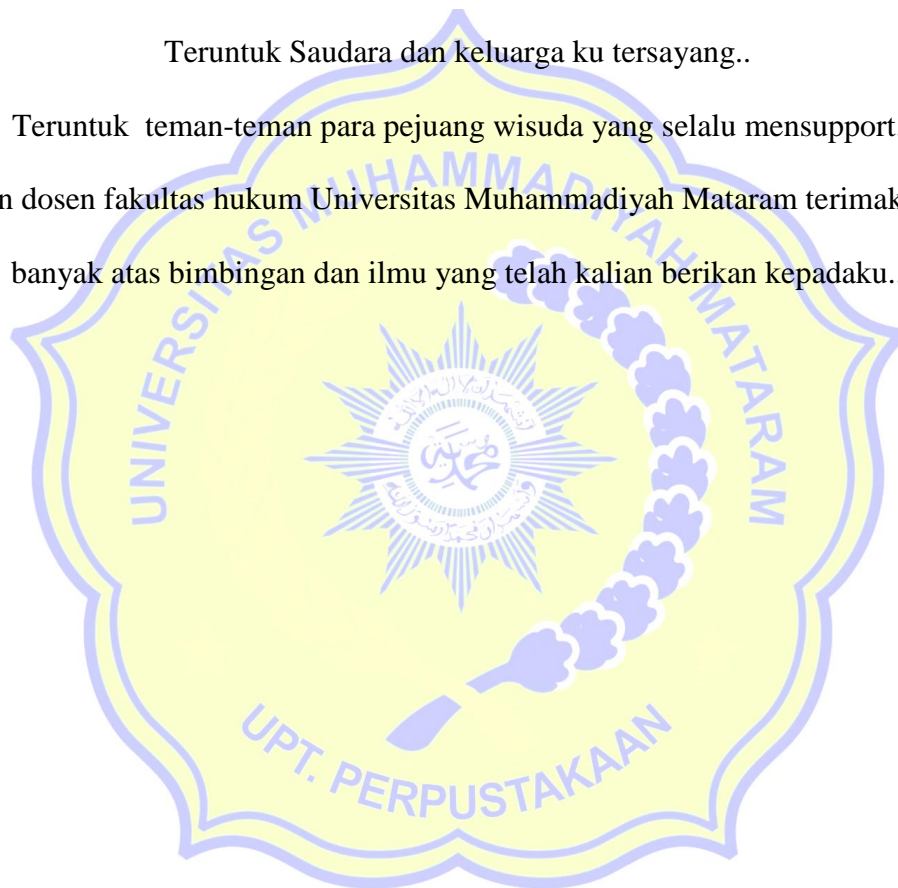 Teruntuk Saudara dan keluarga ku tersayang..
Teruntuk teman-teman para pejuang wisuda yang selalu mensupport.
n dosen fakultas hukum Universitas Muhammadiyah Mataram terimak
banyak atas bimbingan dan ilmu yang telah kalian berikan kepadaku..
UNIVERSITAS MUHAMMADIYAH MATARAM
محمدية
UPT. PERPUSTAKAAN